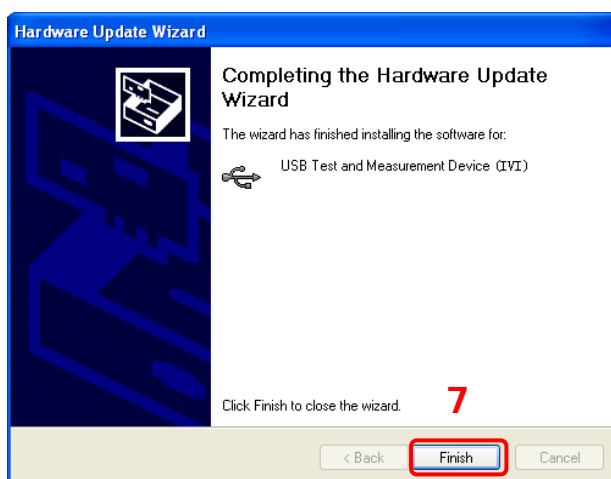 Hardware Update Wizard
Completing the Hardware Update
Wizard
The wizard has finished installing the software for:
USB Test and Measurement Device (IVI)
Click Finish to close the wizard.
7
< Back
Finish
Cancel